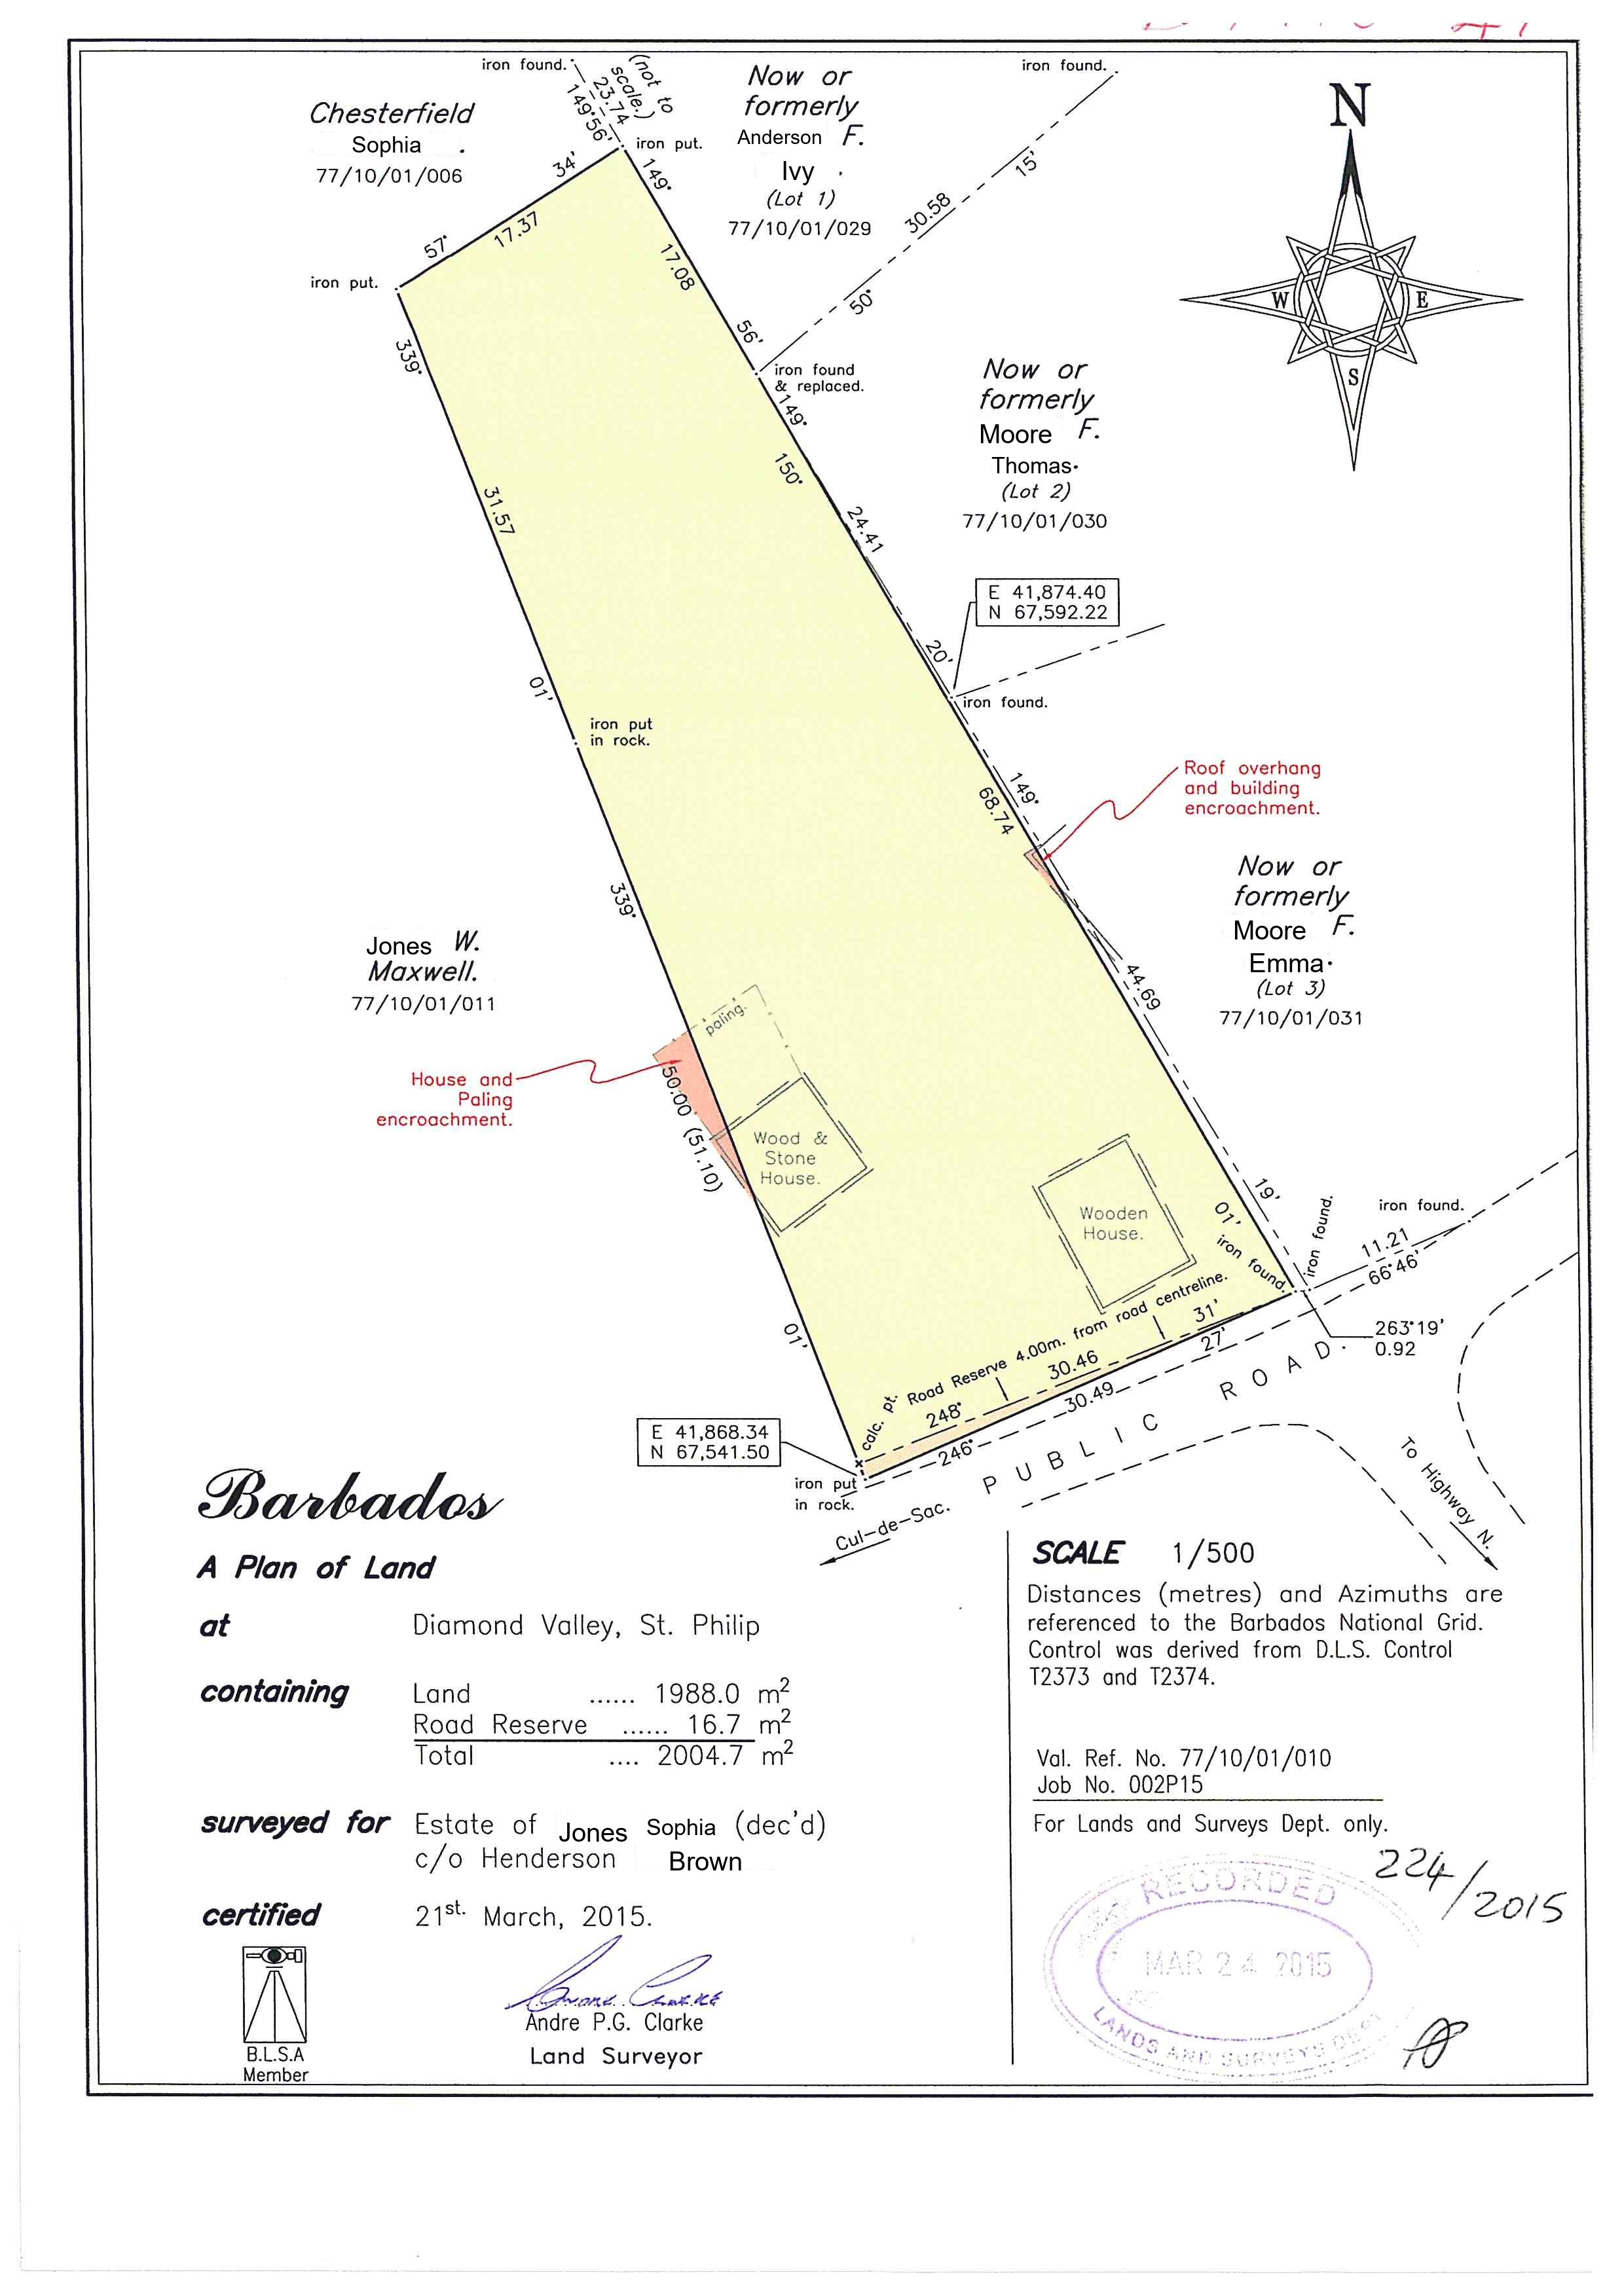 iron found.
23.74
149°56'
(not to
scale.)
Now or
formerly
Anderson F.
Ivy .
(Lot 1)
77/10/01/029
iron found.
N
W
E
S
Chesterfield
Sophia .
77/10/01/006
iron put.
34'
17.37
57°
iron put.
149°
17.08
56'
30.58
15'
50°
iron found
& replaced.
149°
150°
24.41
20'
Now or
formerly
Moore F.
Thomas.
(Lot 2)
77/10/01/030
E 41,874.40
N 67,592.22
iron found.
339°
31.57
01'
iron put
in rock.
149°
68.74
Roof overhang
and building
encroachment.
Now or
formerly
Moore F.
Emma.
(Lot 3)
77/10/01/031
339°
Jones W.
Maxwell.
77/10/01/011
44.69
paling.
House and
Paling
encroachment.
50.00 (51.10)
Wood &
Stone
House.
Wooden
House.
19'
01'
iron found.
iron found.
iron found.
11.21
66°46'
263°19'
0.92
01'
calc. pt.
Road Reserve 4.00m. from road centreline.
248°
30.46
31'
246°
30.49
27'
PUBLIC ROAD.
E 41,868.34
N 67,541.50
iron put
in rock.
Cul-de-Sac.
To Highway N.
Barbados
A Plan of Land
at Diamond Valley, St. Philip
containing Land ...... 1988.0 m²
Road Reserve ...... 16.7 m²
Total .... 2004.7 m²
surveyed for Estate of Jones Sophia (dec'd)
c/o Henderson Brown
certified 21st. March, 2015.
B.L.S.A
Member
Andre P.G. Clarke
Land Surveyor
SCALE 1/500
Distances (metres) and Azimuths are
referenced to the Barbados National Grid.
Control was derived from D.L.S. Control
T2373 and T2374.
Val. Ref. No. 77/10/01/010
Job No. 002P15
For Lands and Surveys Dept. only.
224/2015
RECORDED
MAR 24 2015
LANDS AND SURVEYS DEPT